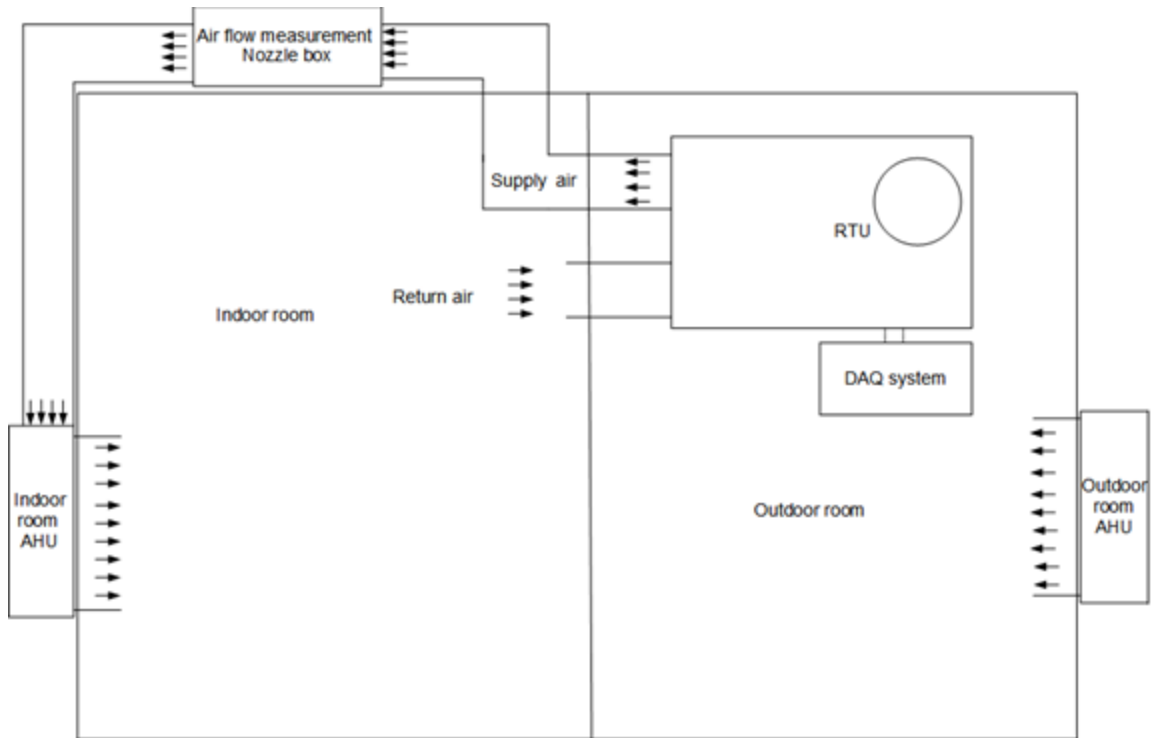 Air flow measurement
Nozzle box
Supply air
RTU
Return air
Indoor room
DAQ system
Indoor
room
AHU
Outdoor room
Outdoor
room
AHU